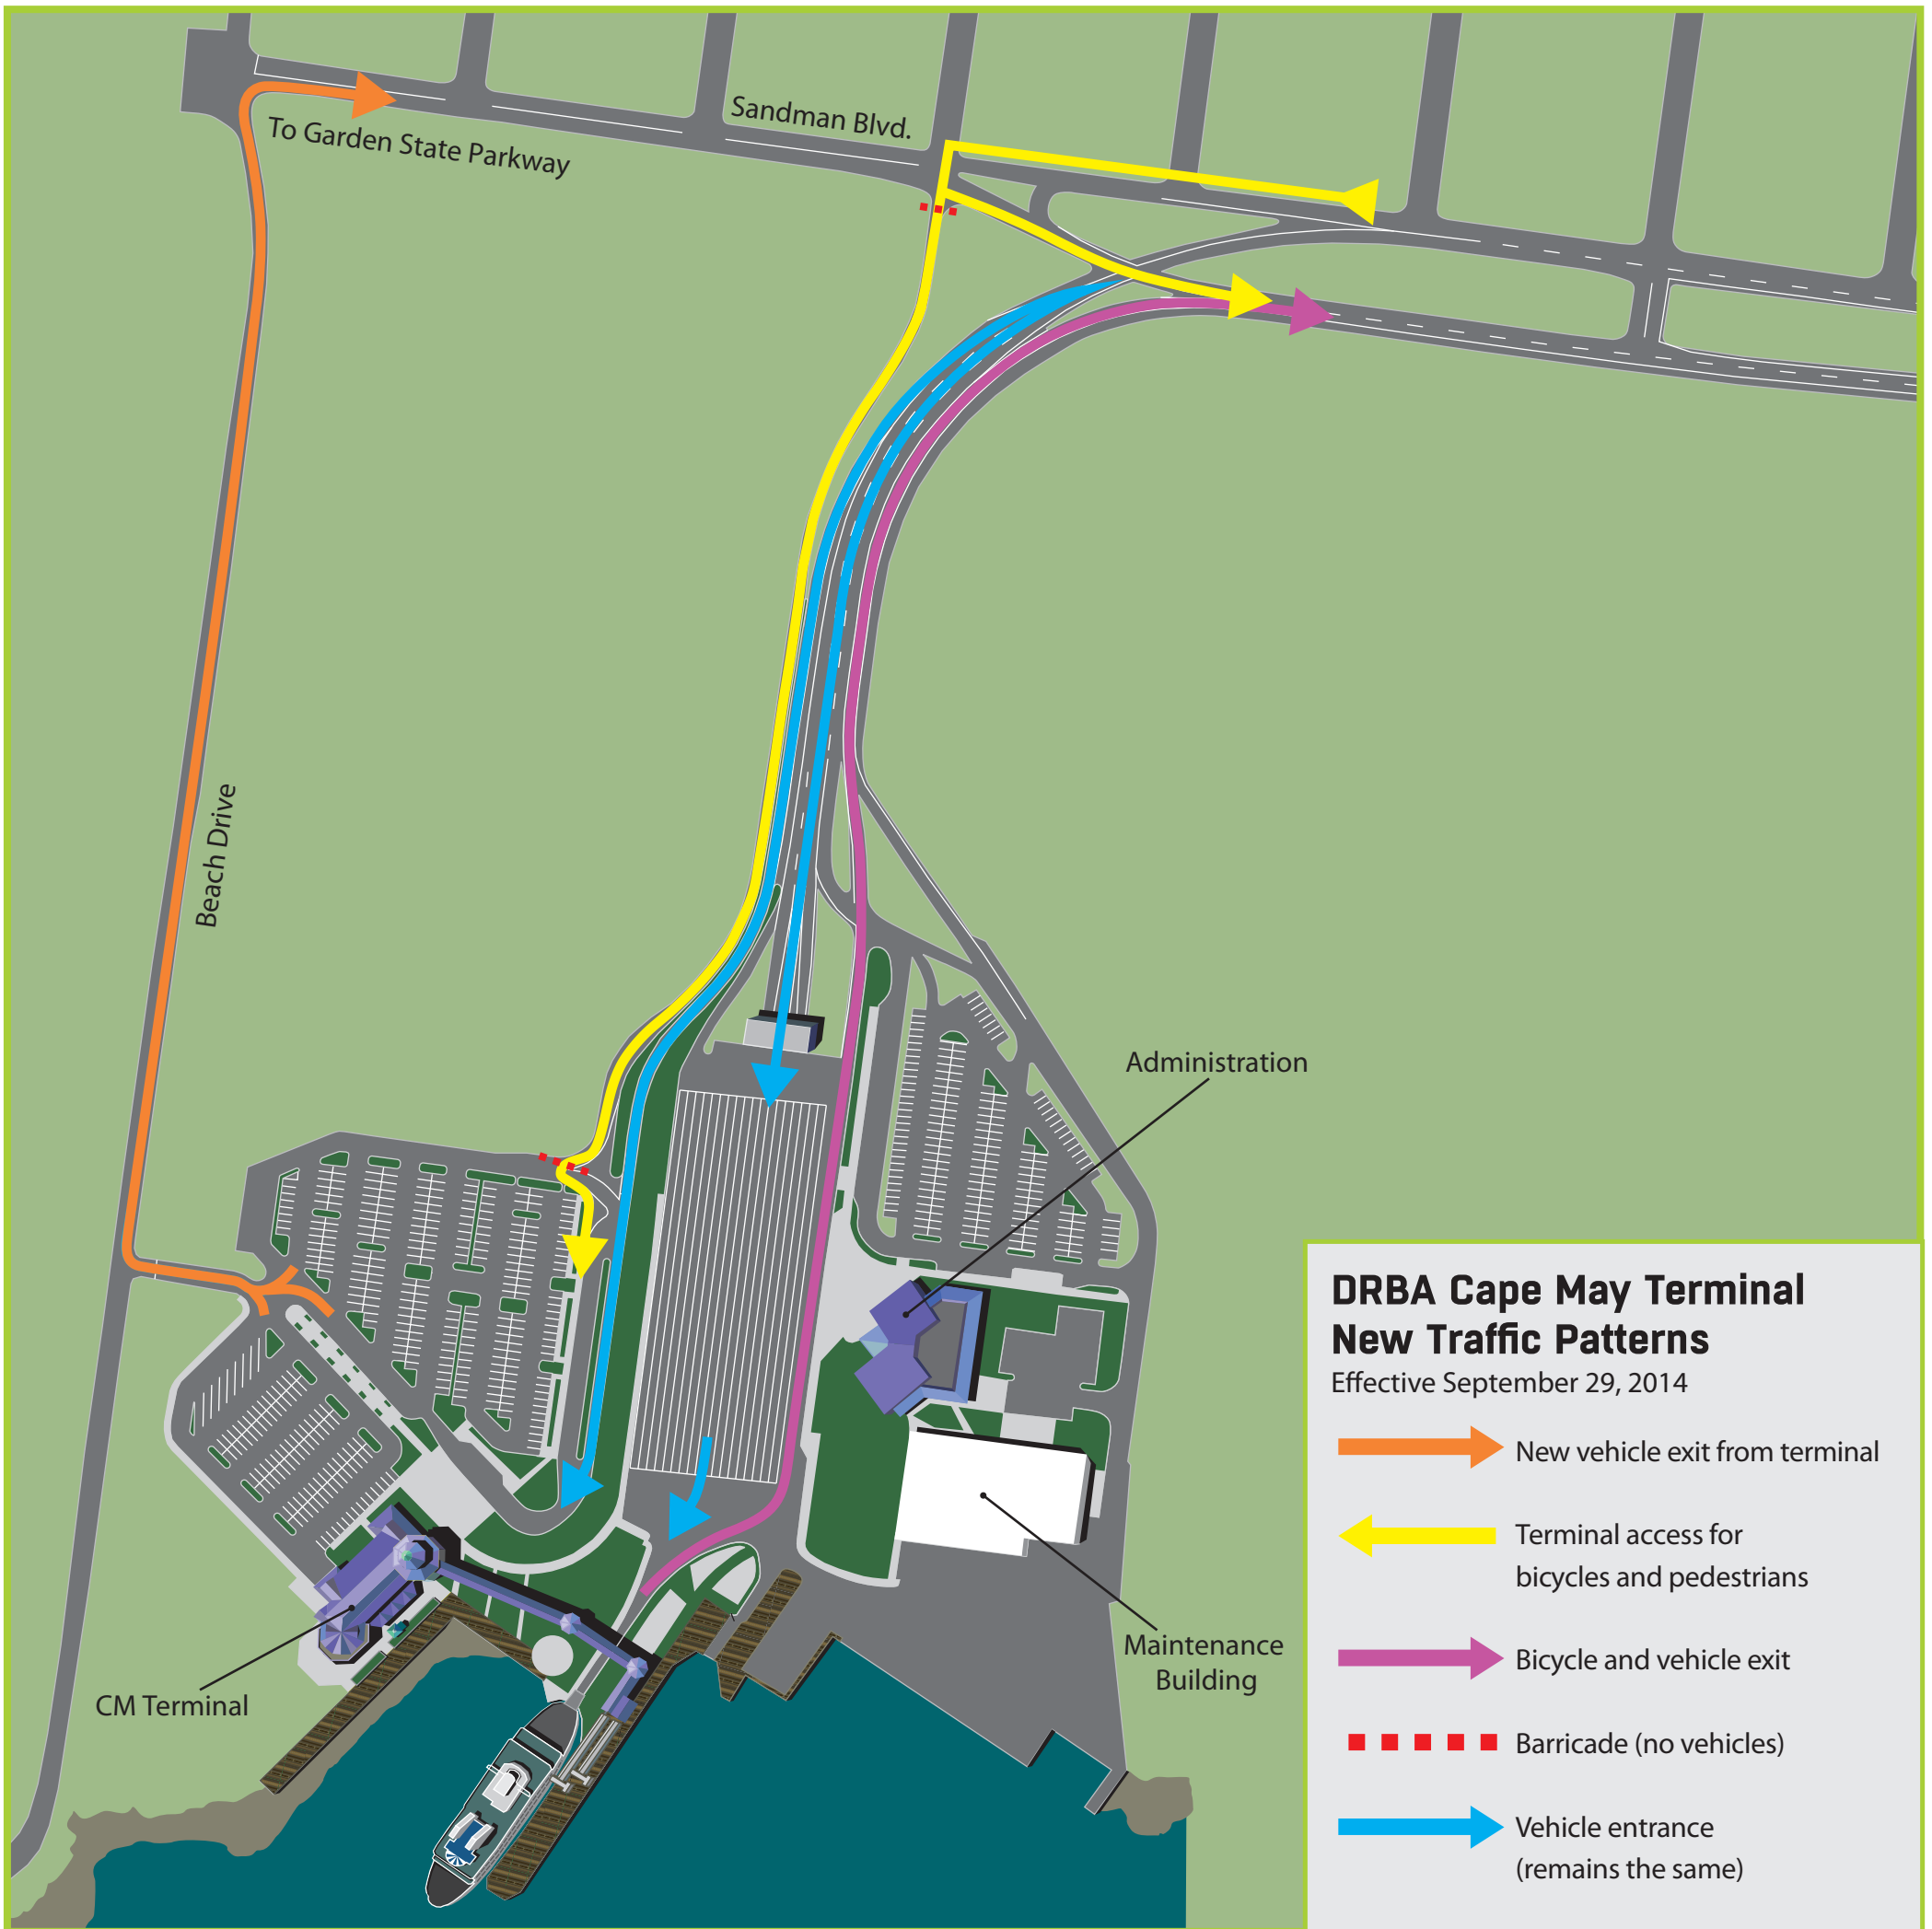 Sandman Blvd.
To Garden State Parkway
Beach Drive
Administration
Maintenance
Building
CM Terminal
DRBA Cape May Terminal
New Traffic Patterns
Effective September 29, 2014
New vehicle exit from terminal
Terminal access for
bicycles and pedestrians
Bicycle and vehicle exit
Barricade (no vehicles)
Vehicle entrance
(remains the same)